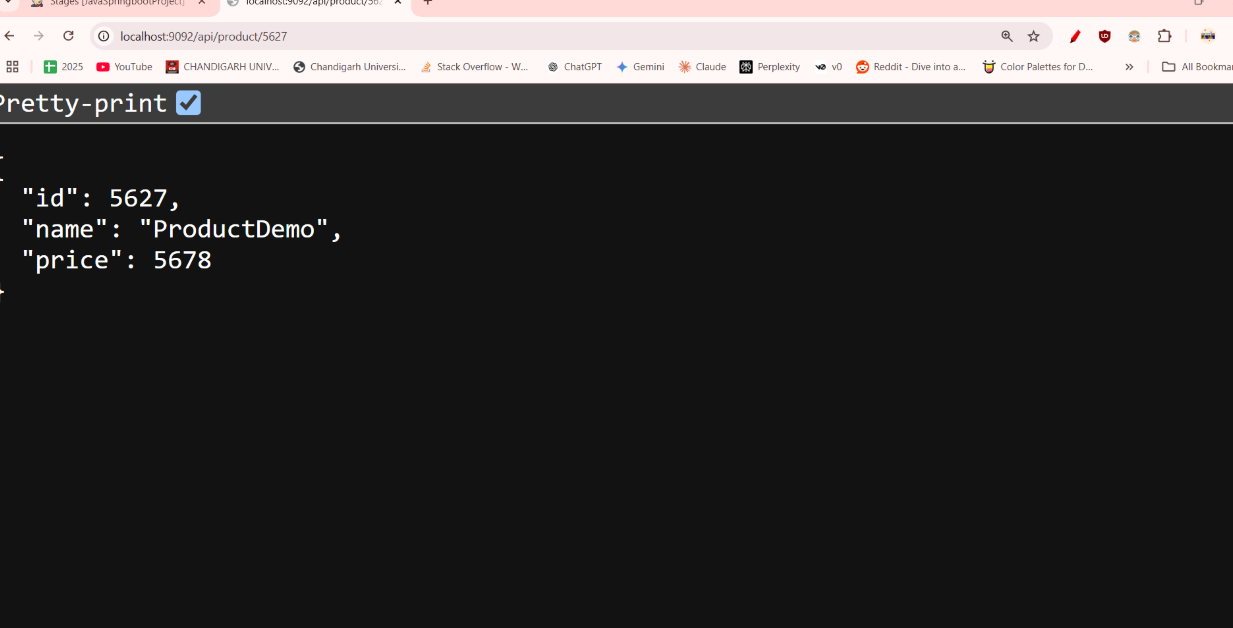 Stages [JavaSpringbootProject]
localhost:9092/api/product/562
localhost:9092/api/product/5627
2025 YouTube CHANDIGARH UNIV... Chandigarh Universi... Stack Overflow - W... ChatGPT Gemini Claude Perplexity v0 Reddit - Dive into a... Color Palettes for D... » All Bookmar
Pretty-print
{
"id": 5627,
"name": "ProductDemo",
"price": 5678
}